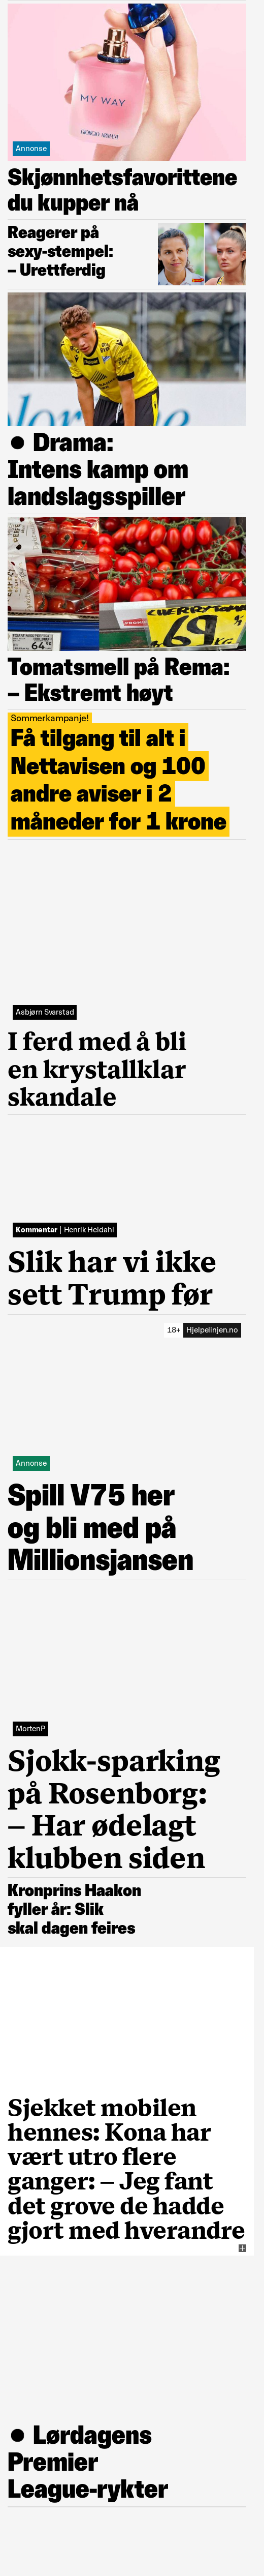 MY WAY
GIORGIO ARMANI
Annonse
Skjønnhetsfavorittene
du kupper nå
Reagerer på
sexy-stempel:
– Urettferdig
● Drama:
Intens kamp om
landslagsspiller
64
69
Tomatsmell på Rema:
– Ekstremt høyt
Sommerkampanje!
Få tilgang til alt i
Nettavisen og 100
andre aviser i 2
måneder for 1 krone
Asbjørn Svarstad
I ferd med å bli
en krystallklar
skandale
Kommentar | Henrik Heldahl
Slik har vi ikke
sett Trump før
18+ Hjelpelinjen.no
Annonse
Spill V75 her
og bli med på
Millionsjansen
MortenP
Sjokk-sparking
på Rosenborg:
– Har ødelagt
klubben siden
Kronprins Haakon
fyller år: Slik
skal dagen feires
Sjekket mobilen
hennes: Kona har
vært utro flere
ganger: – Jeg fant
det grove de hadde
gjort med hverandre
● Lørdagens
Premier
League-rykter